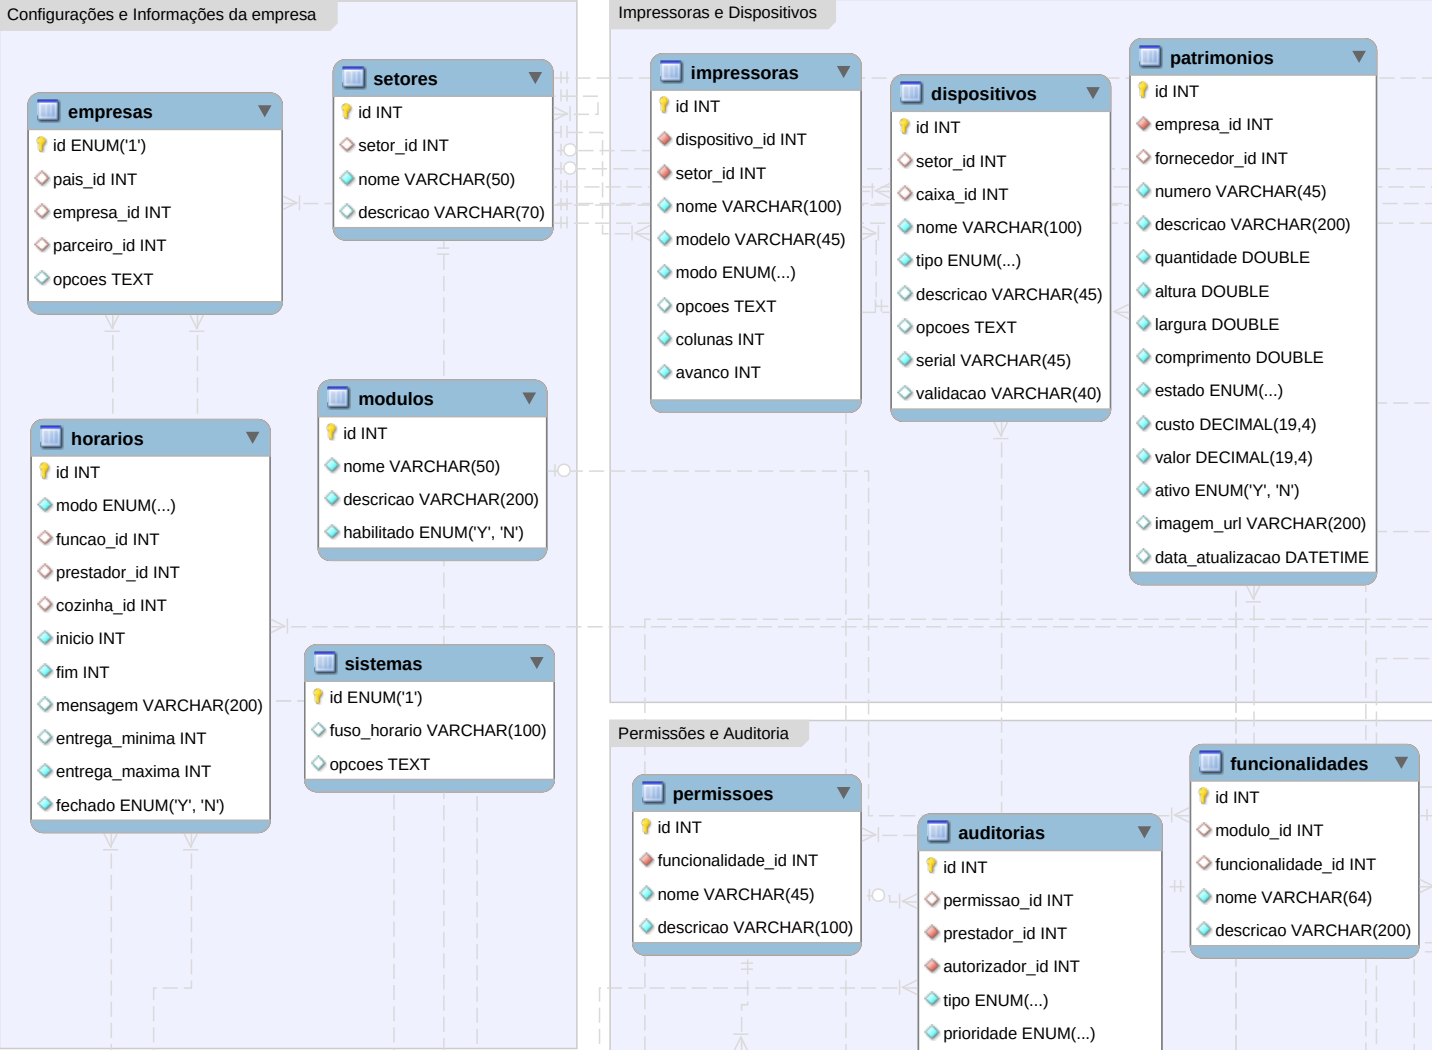 Configurações e Informações da empresa
empresas
id ENUM('1')
pais_id INT
empresa_id INT
parceiro_id INT
opcoes TEXT
setores
id INT
setor_id INT
nome VARCHAR(50)
descricao VARCHAR(70)
horarios
id INT
modo ENUM(...)
funcao_id INT
prestador_id INT
cozinha_id INT
inicio INT
fim INT
mensagem VARCHAR(200)
entrega_minima INT
entrega_maxima INT
fechado ENUM('Y', 'N')
modulos
id INT
nome VARCHAR(50)
descricao VARCHAR(200)
habilitado ENUM('Y', 'N')
sistemas
id ENUM('1')
fuso_horario VARCHAR(100)
opcoes TEXT
Impressoras e Dispositivos
impressoras
id INT
dispositivo_id INT
setor_id INT
nome VARCHAR(100)
modelo VARCHAR(45)
modo ENUM(...)
opcoes TEXT
colunas INT
avanco INT
dispositivos
id INT
setor_id INT
caixa_id INT
nome VARCHAR(100)
tipo ENUM(...)
descricao VARCHAR(45)
opcoes TEXT
serial VARCHAR(45)
validacao VARCHAR(40)
patrimonios
id INT
empresa_id INT
fornecedor_id INT
numero VARCHAR(45)
descricao VARCHAR(200)
quantidade DOUBLE
altura DOUBLE
largura DOUBLE
comprimento DOUBLE
estado ENUM(...)
custo DECIMAL(19,4)
valor DECIMAL(19,4)
ativo ENUM('Y', 'N')
imagem_url VARCHAR(200)
data_atualizacao DATETIME
Permissões e Auditoria
permissoes
id INT
funcionalidade_id INT
nome VARCHAR(45)
descricao VARCHAR(100)
auditorias
id INT
permissao_id INT
prestador_id INT
autorizador_id INT
tipo ENUM(...)
prioridade ENUM(...)
funcionalidades
id INT
modulo_id INT
funcionalidade_id INT
nome VARCHAR(64)
descricao VARCHAR(200)